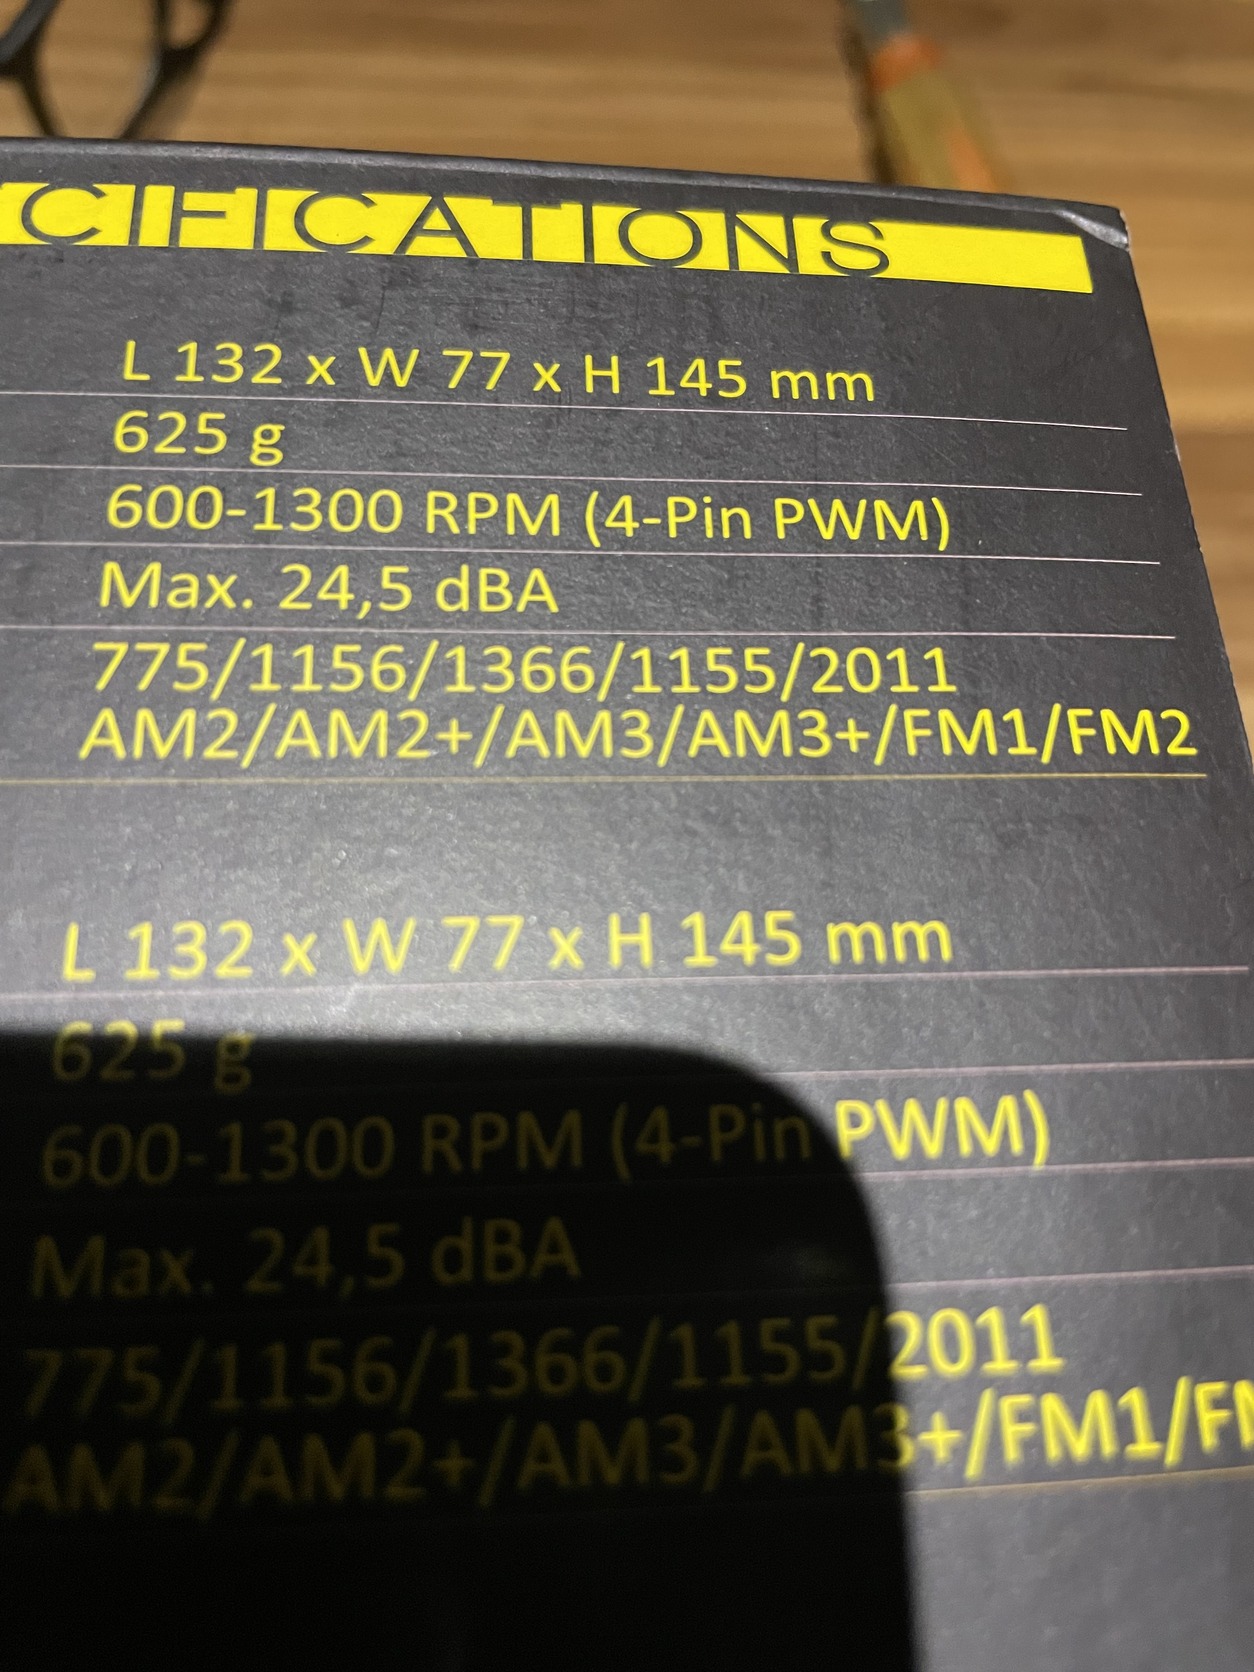 CIFICATIONS
L 132 x W 77 x H 145 mm
625 g
600-1300 RPM (4-Pin PWM)
Max. 24,5 dBA
775/1156/1366/1155/2011
AM2/AM2+/AM3/AM3+/FM1/FM2
L 132 x W 77 x H 145 mm
625 g
600-1300 RPM (4-Pin PWM)
Max. 24,5 dBA
775/1156/1366/1155/2011
AM2/AM2+/AM3/AM3+/FM1/FM